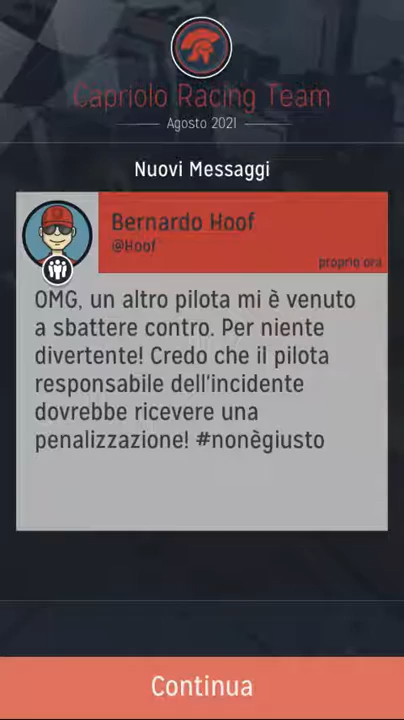 Capriolo Racing Team
Agosto 2021
Nuovi Messaggi
Bernardo Hoof
@Hoof
proprio ora
OMG, un altro pilota mi è venuto
a sbattere contro. Per niente
divertente! Credo che il pilota
responsabile dell'incidente
dovrebbe ricevere una
penalizzazione! #nonègiusto
Continua